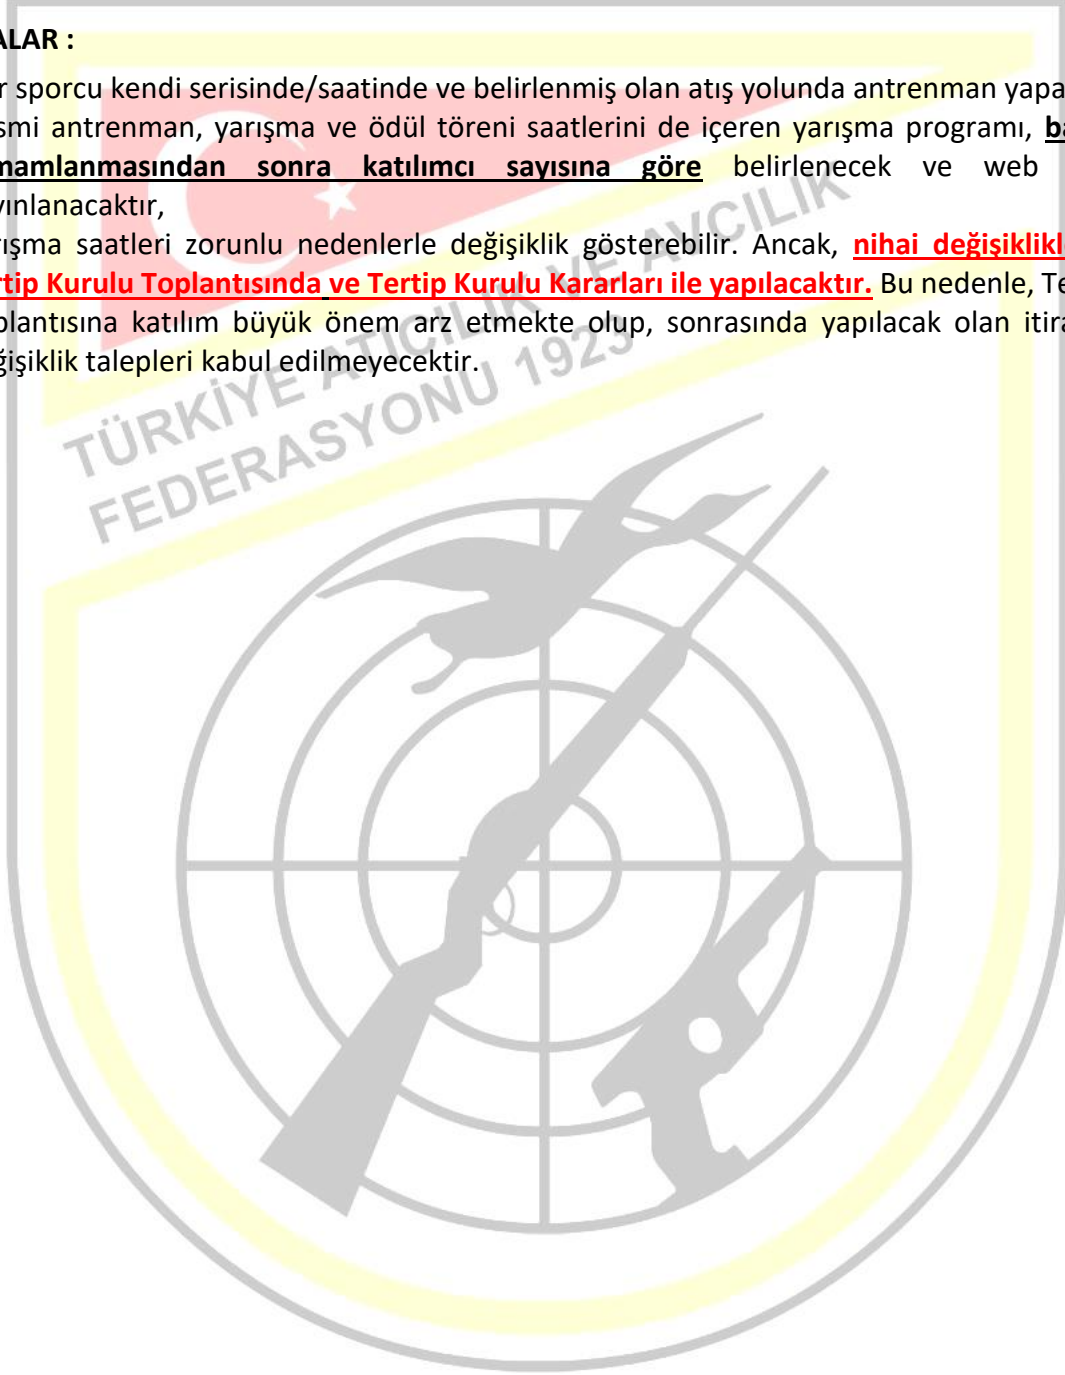 ALAR :
r sporcu kendi serisinde/saatinde ve belirlenmiş olan atış yolunda antrenman yapa
smi antrenman, yarışma ve ödül töreni saatlerini de içeren yarışma programı, ba
mamlanmasından sonra katılımcı sayısına göre belirlenecek ve web
yınlanacaktır,
rışma saatleri zorunlu nedenlerle değişiklik gösterebilir. Ancak, nihai değişiklikl
rtip Kurulu Toplantısında ve Tertip Kurulu Kararları ile yapılacaktır. Bu nedenle, Te
plantısına katılım büyük önem arz etmekte olup, sonrasında yapılacak olan itira
ğişiklik talepleri kabul edilmeyecektir.
TÜRKİYE ATICILIK VE AVCILIK
FEDERASYONU 1923